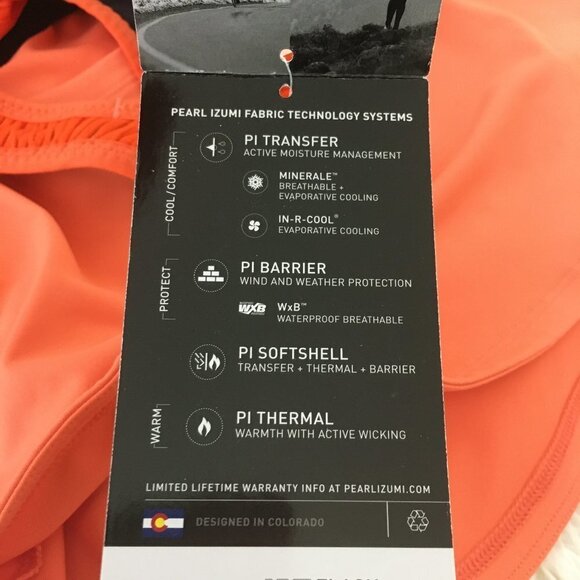 PEARL IZUMI FABRIC TECHNOLOGY SYSTEMS
COOL/COMFORT
PI TRANSFER
ACTIVE MOISTURE MANAGEMENT
MINERALE™
BREATHABLE +
EVAPORATIVE COOLING
IN-R-COOL®
EVAPORATIVE COOLING
PROTECT
PI BARRIER
WIND AND WEATHER PROTECTION
WXB
WxB™
WATERPROOF BREATHABLE
PI SOFTSHELL
TRANSFER + THERMAL + BARRIER
WARM
PI THERMAL
WARMTH WITH ACTIVE WICKING
LIMITED LIFETIME WARRANTY INFO AT PEARLIZUMI.COM
DESIGNED IN COLORADO